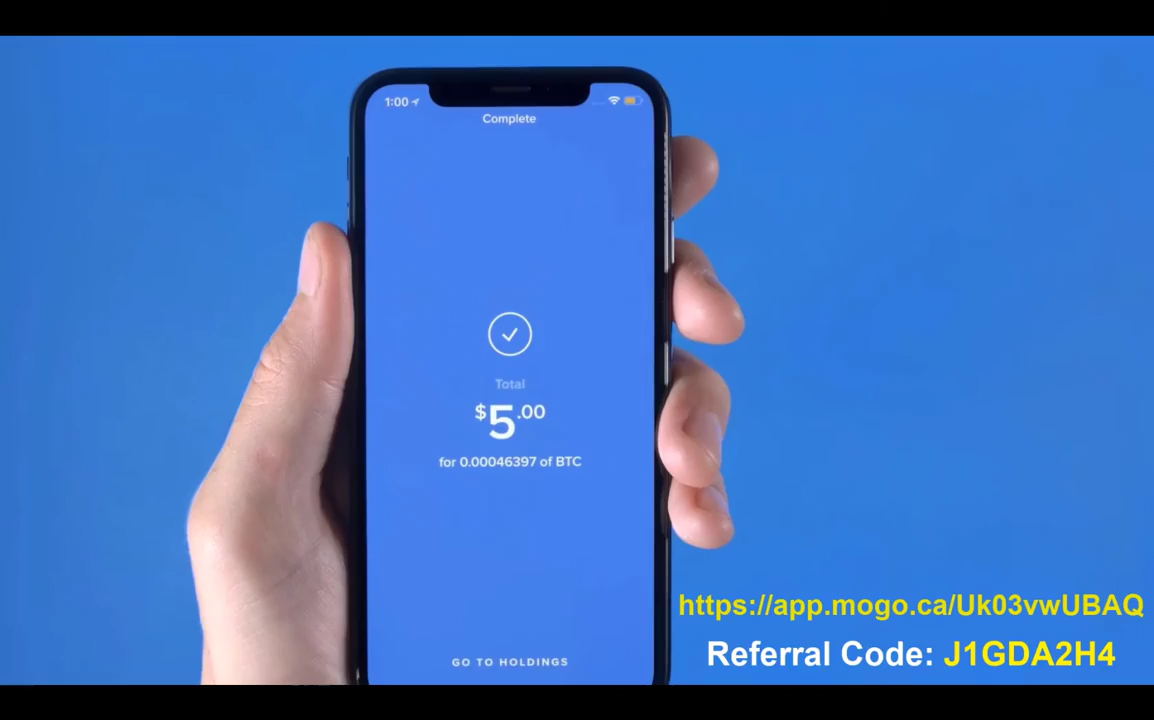 1:00
Complete
Total
$5.00
for 0.00046397 of BTC
GO TO HOLDINGS
https://app.mogo.ca/Uk03vwUBAQ
Referral Code: J1GDA2H4